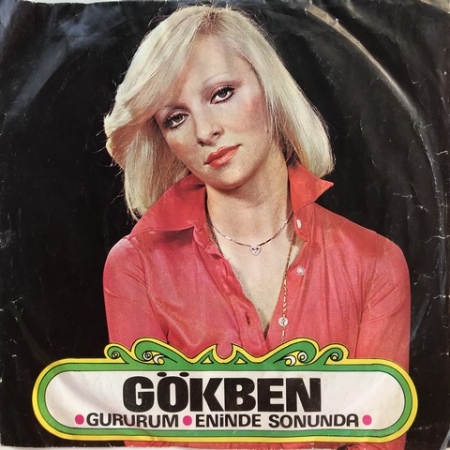 GÖKBEN
• GURURUM • ENİNDE SONUNDA •